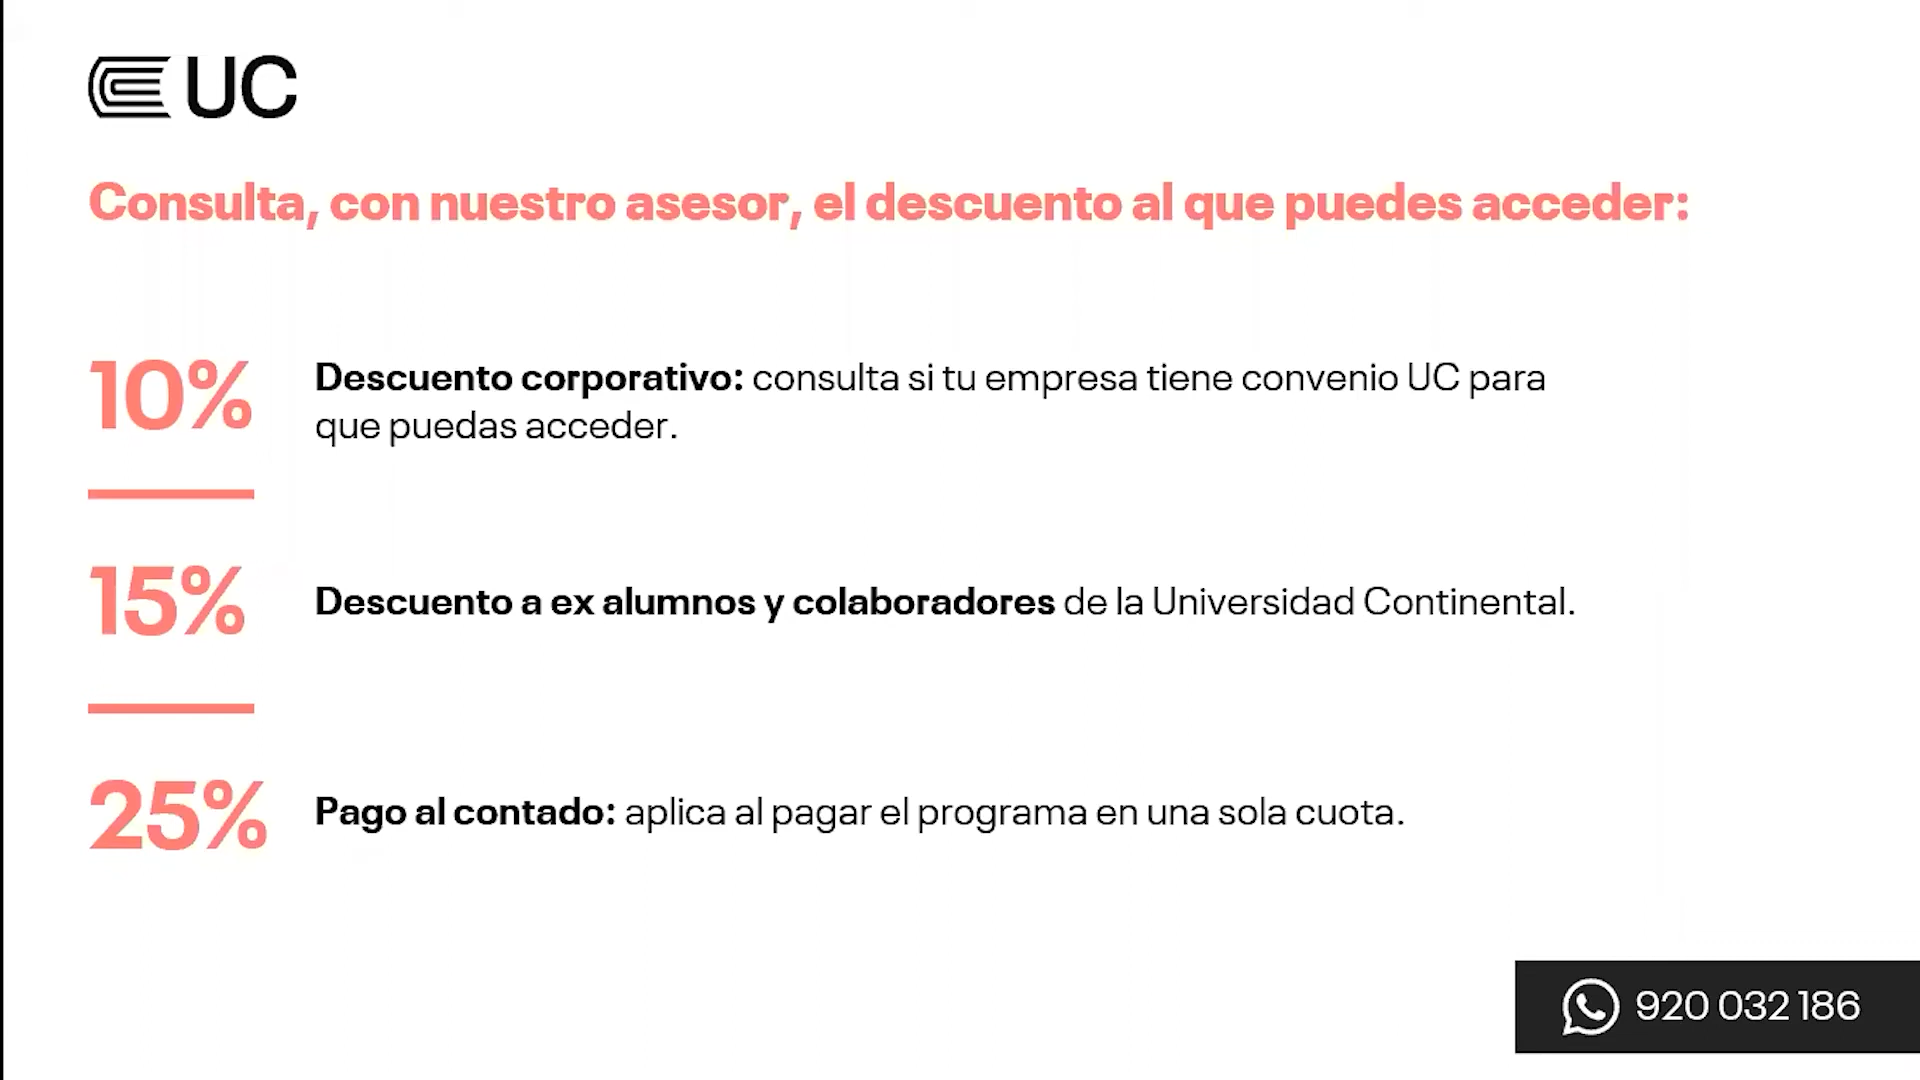 UC
Consulta, con nuestro asesor, el descuento al que puedes acceder:
10%
Descuento corporativo: consulta si tu empresa tiene convenio UC para
que puedas acceder.
15%
Descuento a ex alumnos y colaboradores de la Universidad Continental.
25%
Pago al contado: aplica al pagar el programa en una sola cuota.
920 032 186